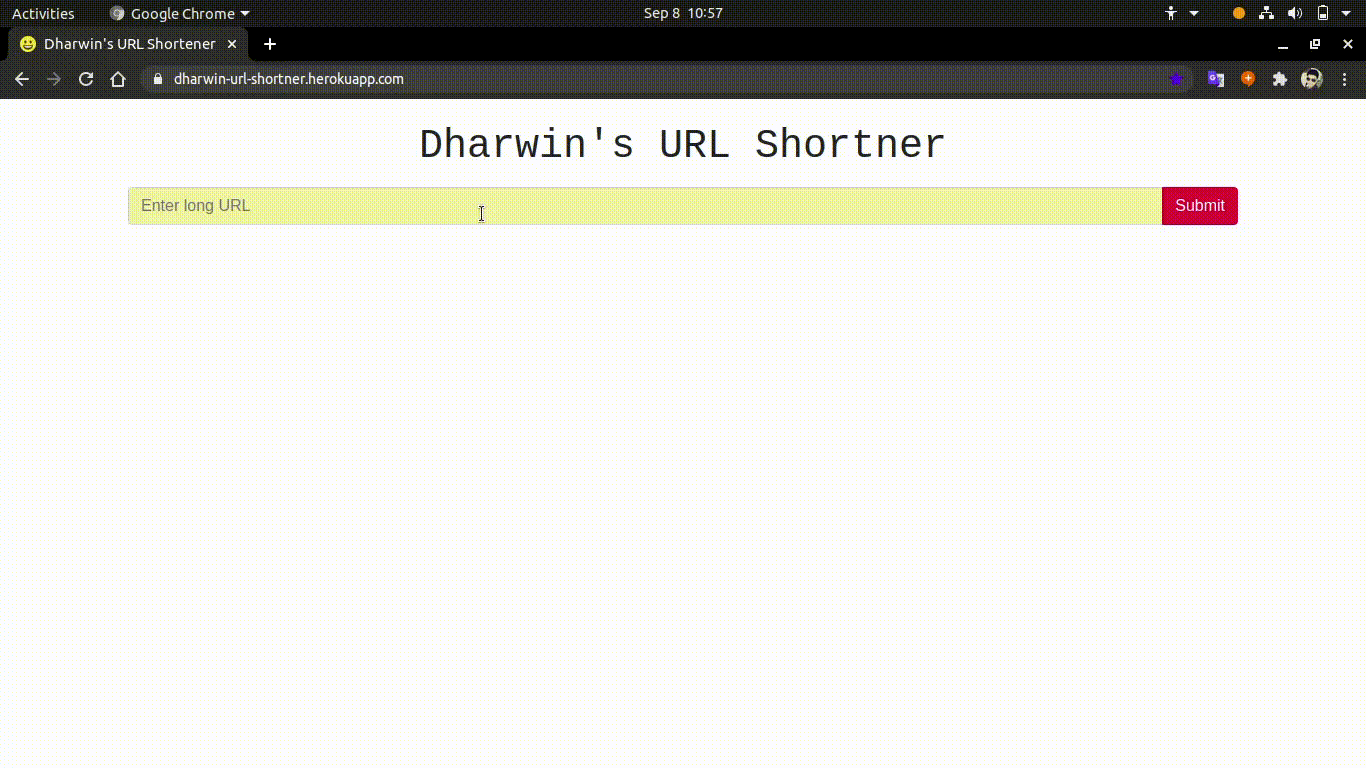 Activities
Google Chrome
Sep 8 10:57
Dharwin's URL Shortener
dharwin-url-shortner.herokuapp.com
Dharwin's URL Shortner
Enter long URL
Submit